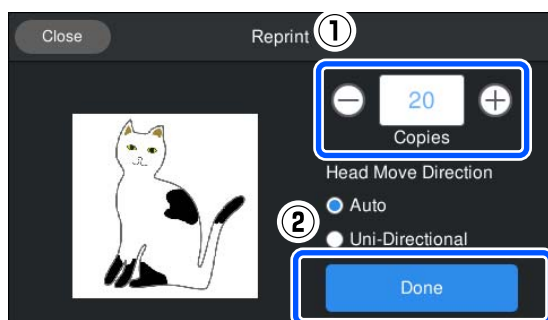 Close
Reprint
①
20
Copies
Head Move Direction
Auto
②
Uni-Directional
Done